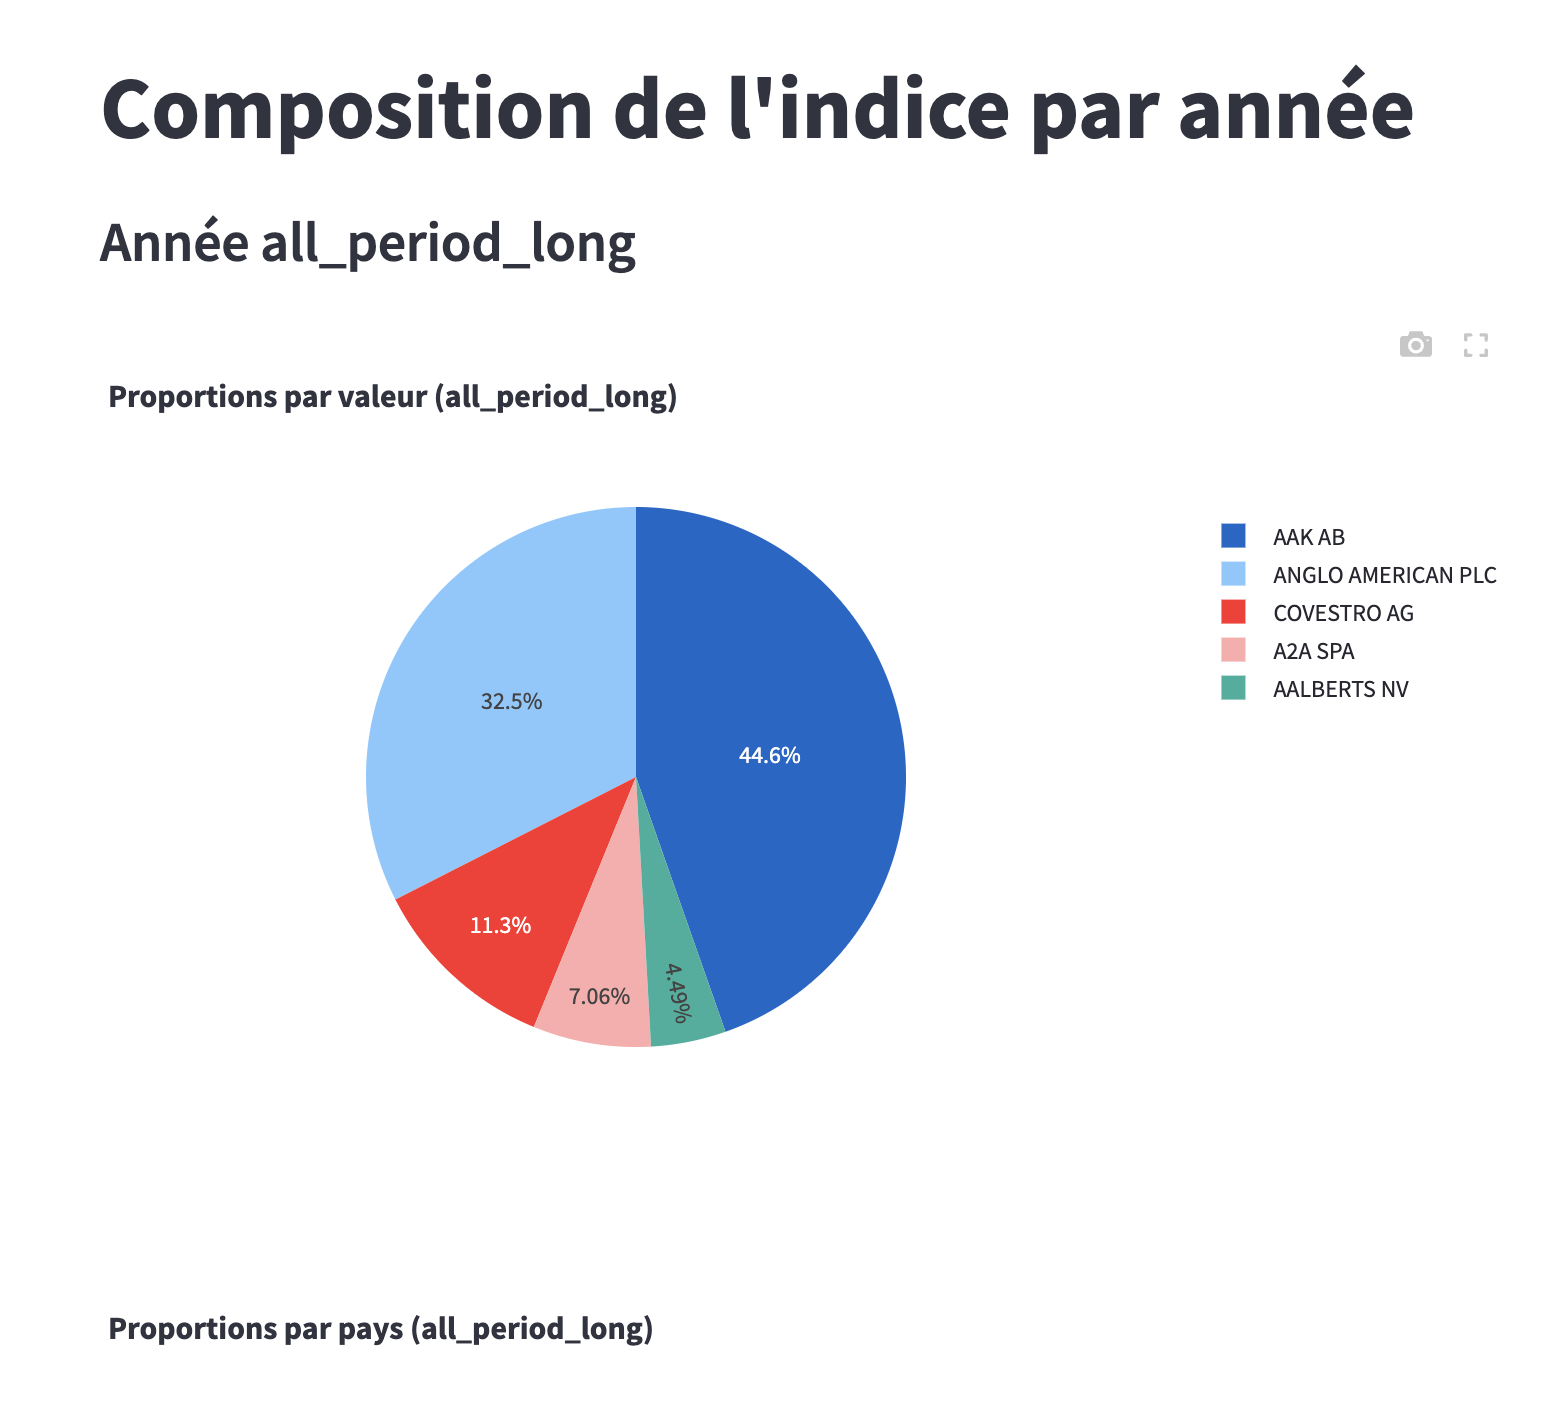 Composition de l'indice par année
Année all_period_long
Proportions par valeur (all_period_long)
AAK AB
ANGLO AMERICAN PLC
COVESTRO AG
A2A SPA
AALBERTS NV
32.5%
44.6%
11.3%
7.06%
4.49%
Proportions par pays (all_period_long)